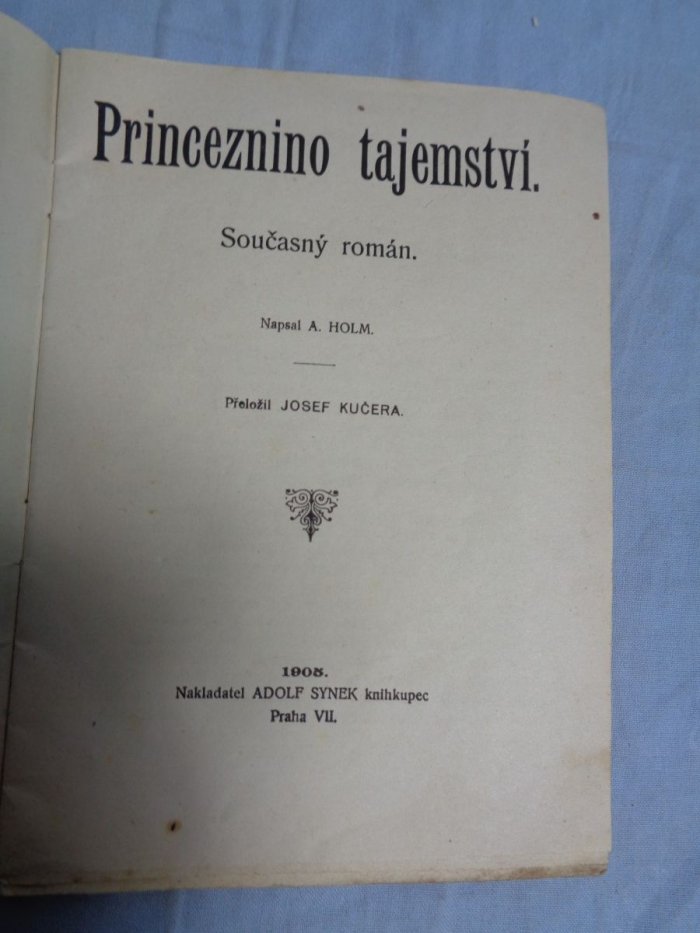 Princeznino tajemství.
Současný román.
Napsal A. HOLM.
Přeložil JOSEF KUČERA.
1905.
Nakladatel ADOLF SYNEK knihkupec
Praha VII.